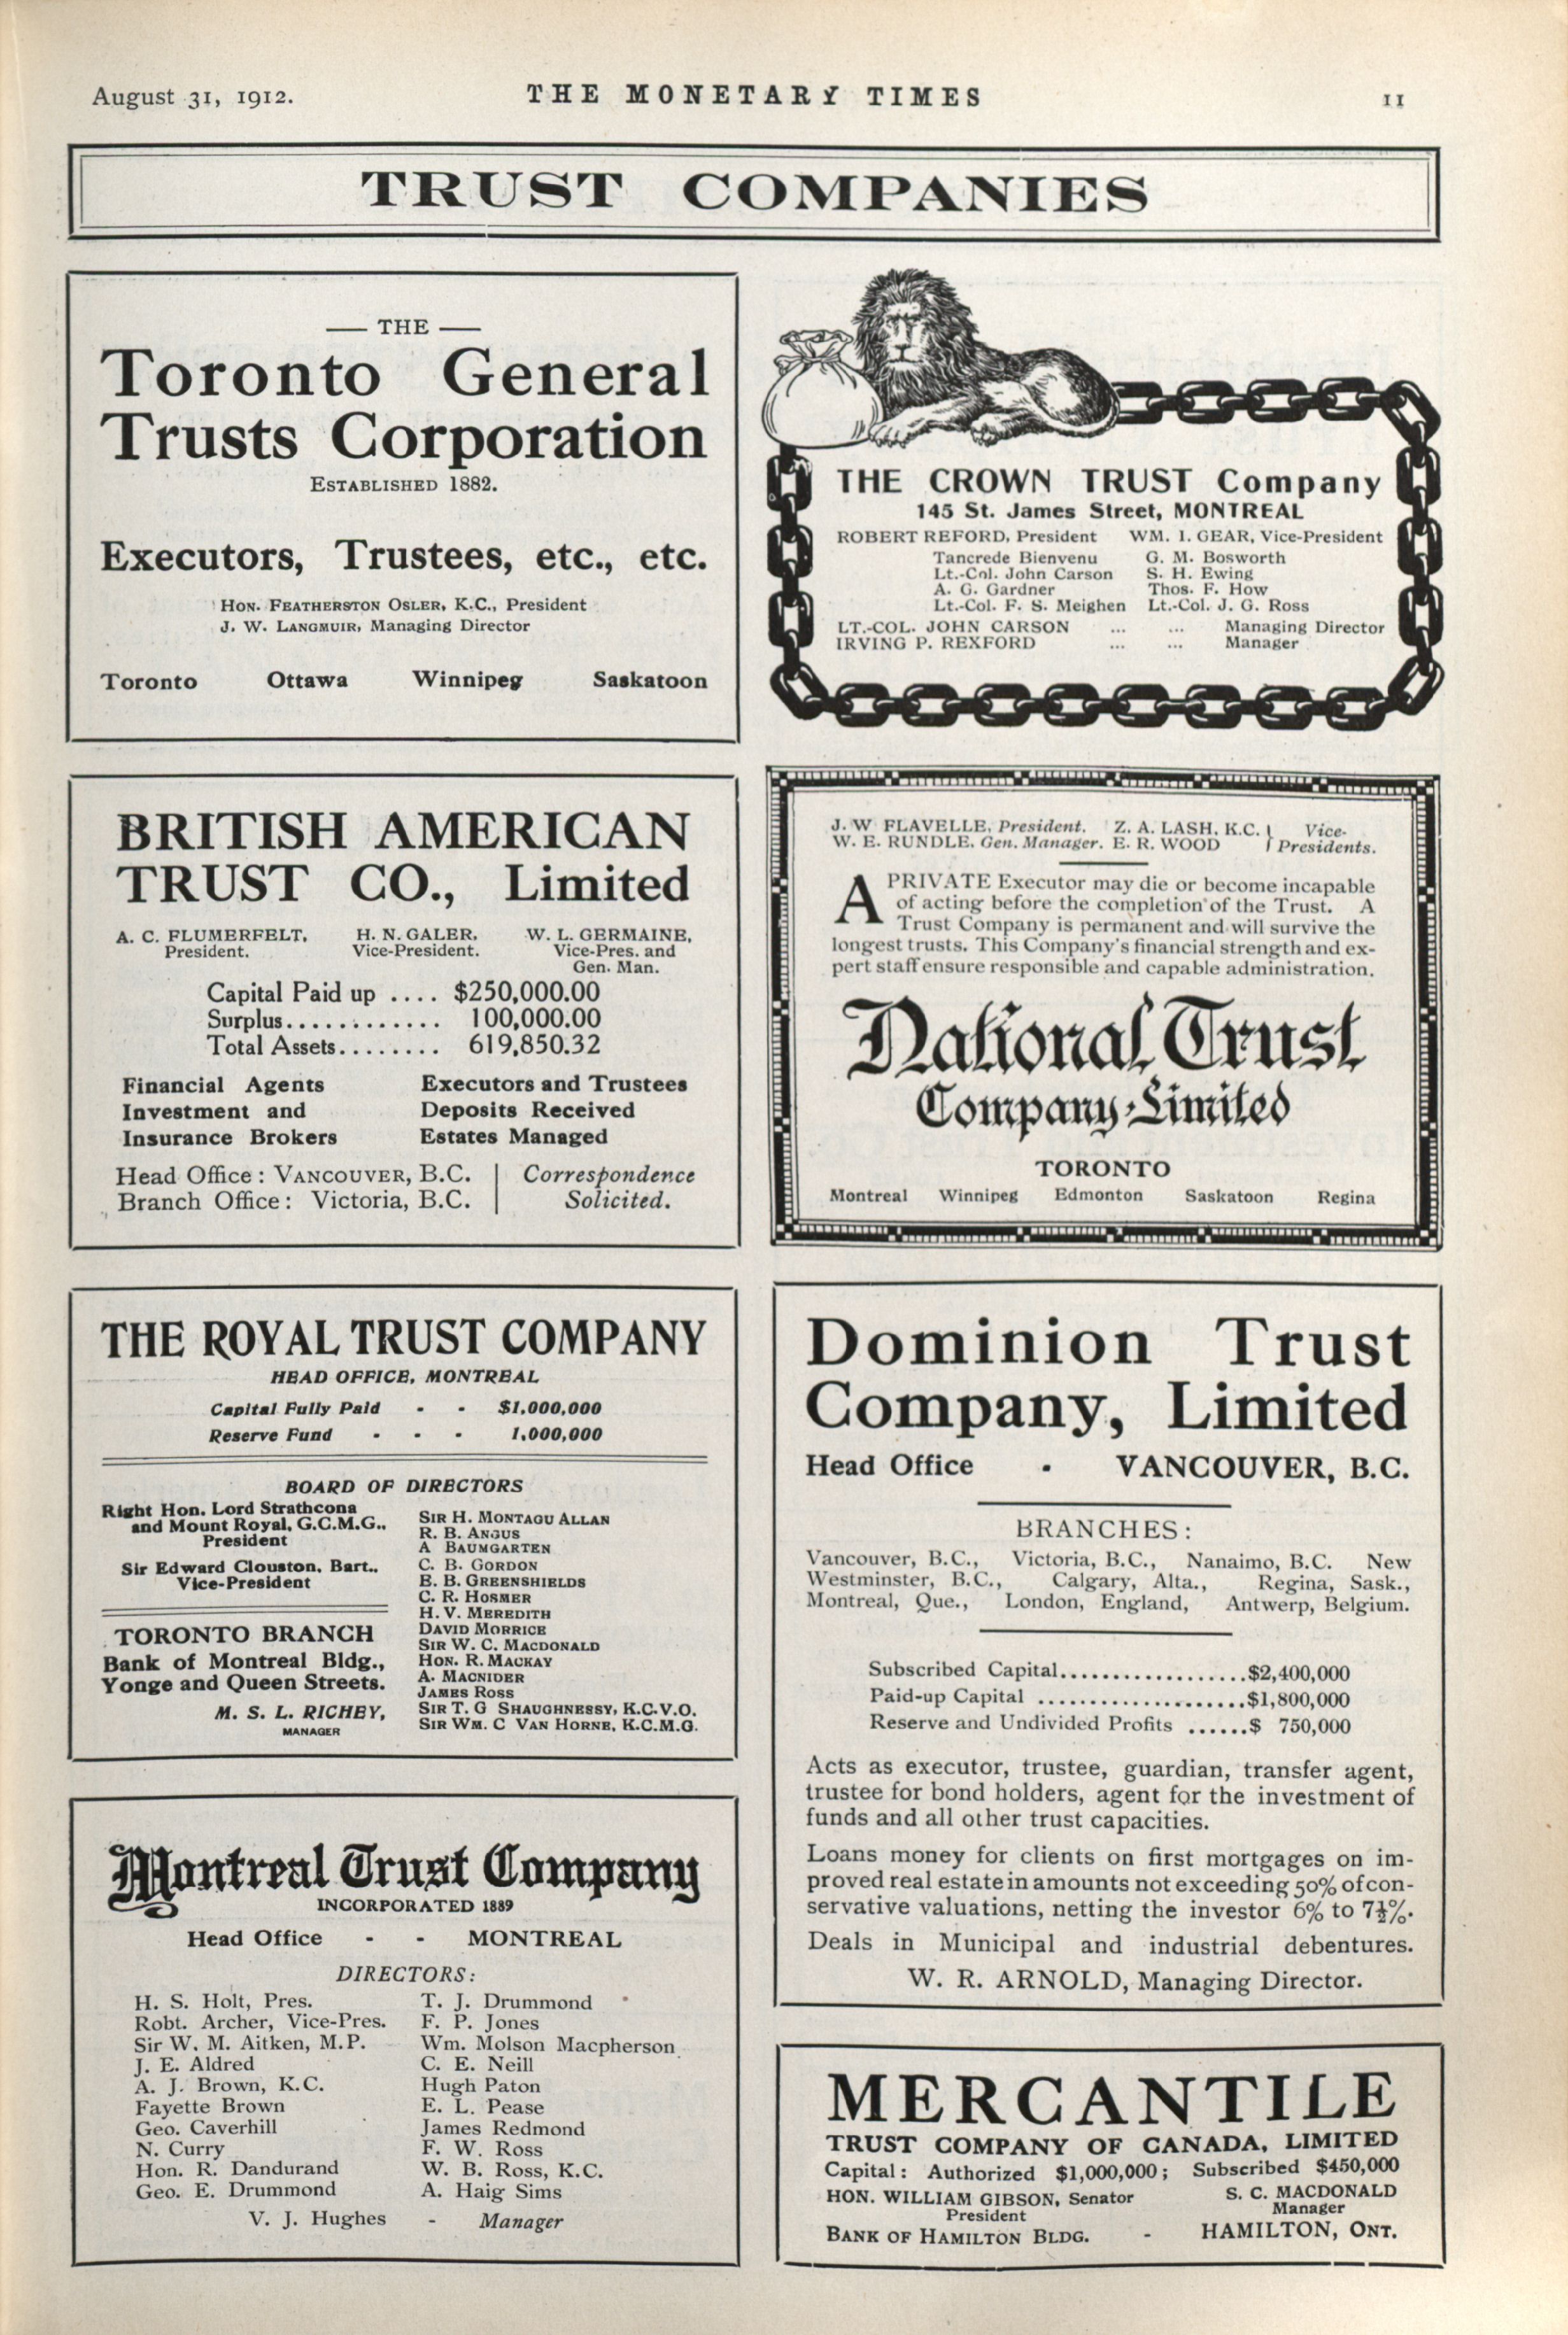 August 31, 1912.
THE MONETARY TIMES
11
TRUST COMPANIES
THE
Toronto General
Trusts Corporation
ESTABLISHED 1882.
Executors, Trustees, etc., etc.
HON. FEATHERSTON OSLER, K.C., President
J. W. LANGMUIR, Managing Director
Toronto Ottawa Winnipeg Saskatoon
THE CROWN TRUST Company
145 St. James Street, MONTREAL
ROBERT REFORD, President WM. I. GEAR, Vice-President
Tancrede Bienvenu G. M. Bosworth
Lt.-Col. John Carson S. H. Ewing
A. G. Gardner Thos. F. How
Lt.-Col. F. S. Meighen Lt.-Col. J. G. Ross
LT.-COL. JOHN CARSON ... ... Managing Director
IRVING P. REXFORD ... ... Manager
BRITISH AMERICAN
TRUST CO., Limited
A. C. FLUMERFELT, H. N. GALER, W. L. GERMAINE,
President. Vice-President. Vice-Pres. and
Gen. Man.
Capital Paid up .... $250,000.00
Surplus............ 100,000.00
Total Assets........ 619,850.32
Financial Agents Executors and Trustees
Investment and Deposits Received
Insurance Brokers Estates Managed
Head Office : VANCOUVER, B.C. | Correspondence
Branch Office : Victoria, B.C. | Solicited.
J. W. FLAVELLE, President. Z. A. LASH, K.C. } Vice-
W. E. RUNDLE, Gen. Manager. E. R. WOOD } Presidents.
A PRIVATE Executor may die or become incapable
of acting before the completion of the Trust. A
Trust Company is permanent and will survive the
longest trusts. This Company's financial strength and ex-
pert staff ensure responsible and capable administration.
National Trust
Company Limited
TORONTO
Montreal Winnipeg Edmonton Saskatoon Regina
THE ROYAL TRUST COMPANY
HEAD OFFICE, MONTREAL
Capital Fully Paid - - $1,000,000
Reserve Fund - - - 1,000,000
BOARD OF DIRECTORS
Right Hon. Lord Strathcona
and Mount Royal, G.C.M.G.,
President
Sir Edward Clouston, Bart.,
Vice-President
TORONTO BRANCH
Bank of Montreal Bldg.,
Yonge and Queen Streets.
M. S. L. RICHEY,
MANAGER
SIR H. MONTAGU ALLAN
R. B. ANGUS
A BAUMGARTEN
C. B. GORDON
E. B. GREENSHIELDS
C. R. HOSMER
H. V. MEREDITH
DAVID MORRICE
SIR W. C. MACDONALD
HON. R. MACKAY
A. MACNIDER
JAMES ROSS
SIR T. G SHAUGHNESSY, K.C.V.O.
SIR WM. C VAN HORNE, K.C.M.G.
Dominion Trust
Company, Limited
Head Office - VANCOUVER, B.C.
BRANCHES:
Vancouver, B.C., Victoria, B.C., Nanaimo, B.C. New
Westminster, B.C., Calgary, Alta., Regina, Sask.,
Montreal, Que., London, England, Antwerp, Belgium.
Subscribed Capital..................$2,400,000
Paid-up Capital ....................$1,800,000
Reserve and Undivided Profits ......$ 750,000
Acts as executor, trustee, guardian, transfer agent,
trustee for bond holders, agent for the investment of
funds and all other trust capacities.
Loans money for clients on first mortgages on im-
proved real estate in amounts not exceeding 50% of con-
servative valuations, netting the investor 6% to 7½%.
Deals in Municipal and industrial debentures.
W. R. ARNOLD, Managing Director.
Montreal Trust Company
INCORPORATED 1889
Head Office - - MONTREAL
DIRECTORS:
H. S. Holt, Pres. T. J. Drummond
Robt. Archer, Vice-Pres. F. P. Jones
Sir W. M. Aitken, M.P. Wm. Molson Macpherson
J. E. Aldred C. E. Neill
A. J. Brown, K.C. Hugh Paton
Fayette Brown E. L. Pease
Geo. Caverhill James Redmond
N. Curry F. W. Ross
Hon. R. Dandurand W. B. Ross, K.C.
Geo. E. Drummond A. Haig Sims
V. J. Hughes - Manager
MERCANTILE
TRUST COMPANY OF CANADA, LIMITED
Capital : Authorized $1,000,000 ; Subscribed $450,000
HON. WILLIAM GIBSON, Senator S. C. MACDONALD
President Manager
BANK OF HAMILTON BLDG. - HAMILTON, ONT.